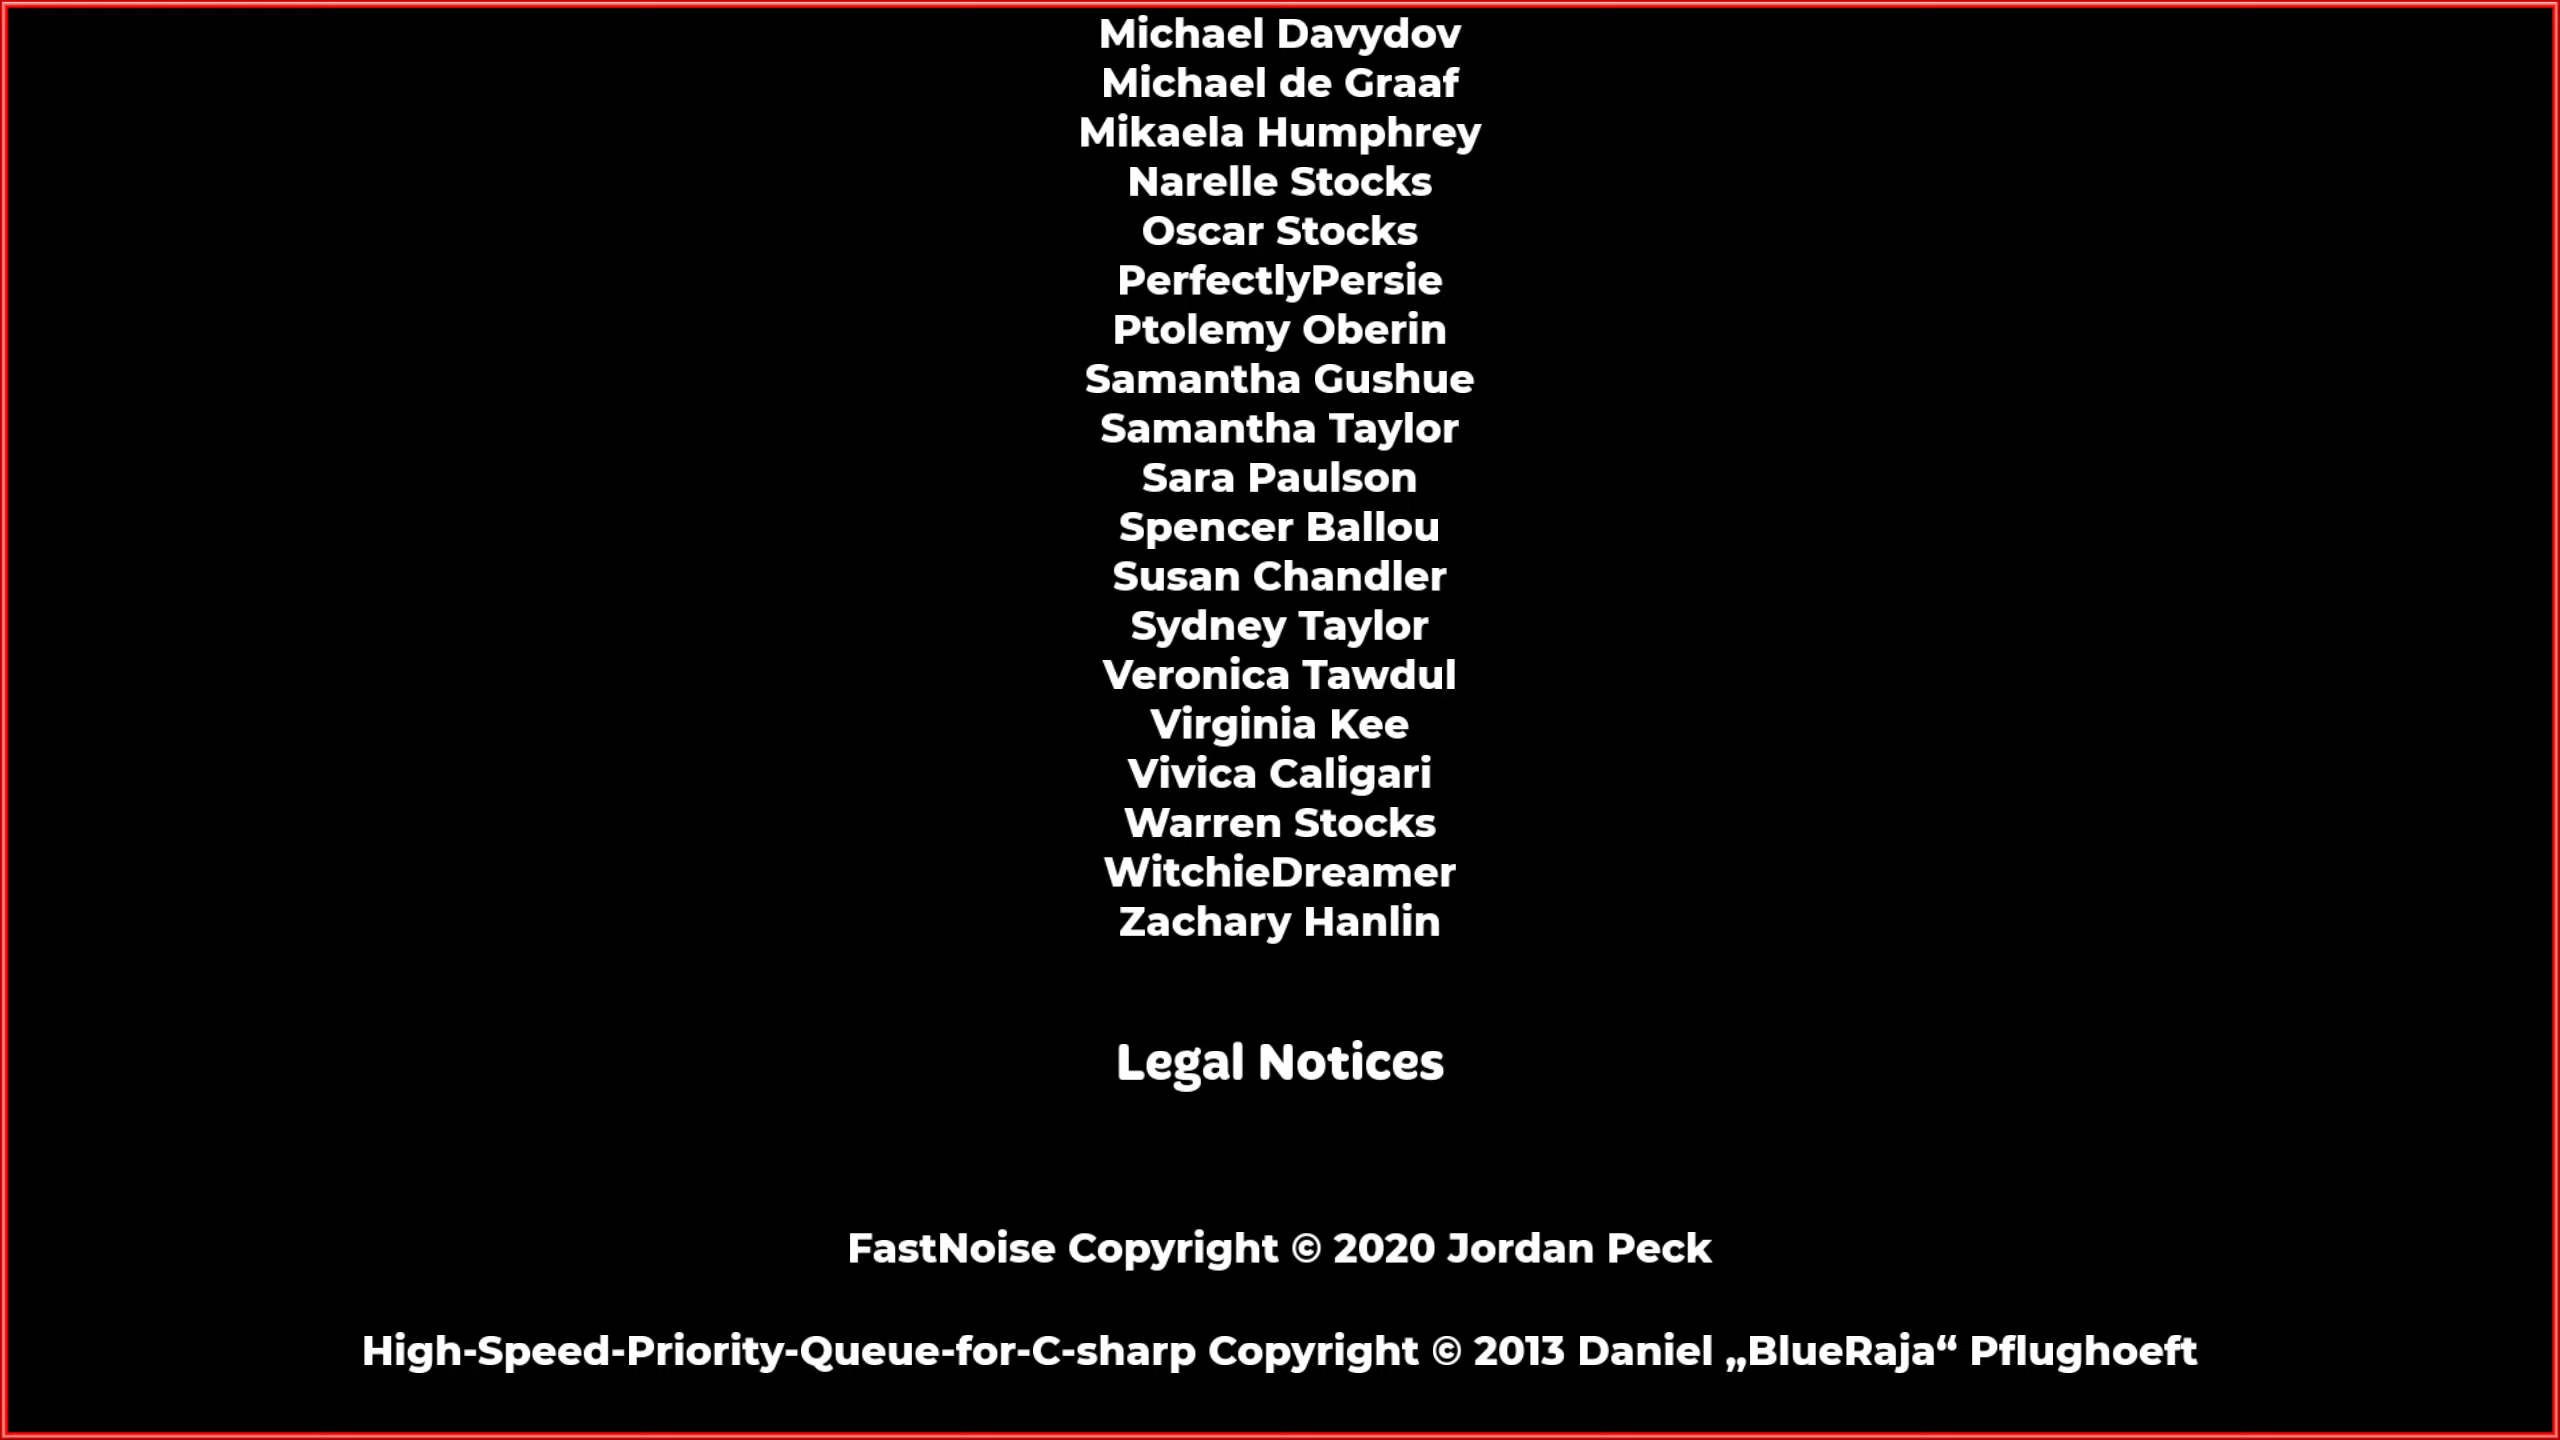 Michael Davydov
Michael de Graaf
Mikaela Humphrey
Narelle Stocks
Oscar Stocks
PerfectlyPersie
Ptolemy Oberin
Samantha Gushue
Samantha Taylor
Sara Paulson
Spencer Ballou
Susan Chandler
Sydney Taylor
Veronica Tawdul
Virginia Kee
Vivica Caligari
Warren Stocks
WitchieDreamer
Zachary Hanlin
Legal Notices
FastNoise Copyright © 2020 Jordan Peck
High-Speed-Priority-Queue-for-C-sharp Copyright © 2013 Daniel „BlueRaja“ Pflughoeft